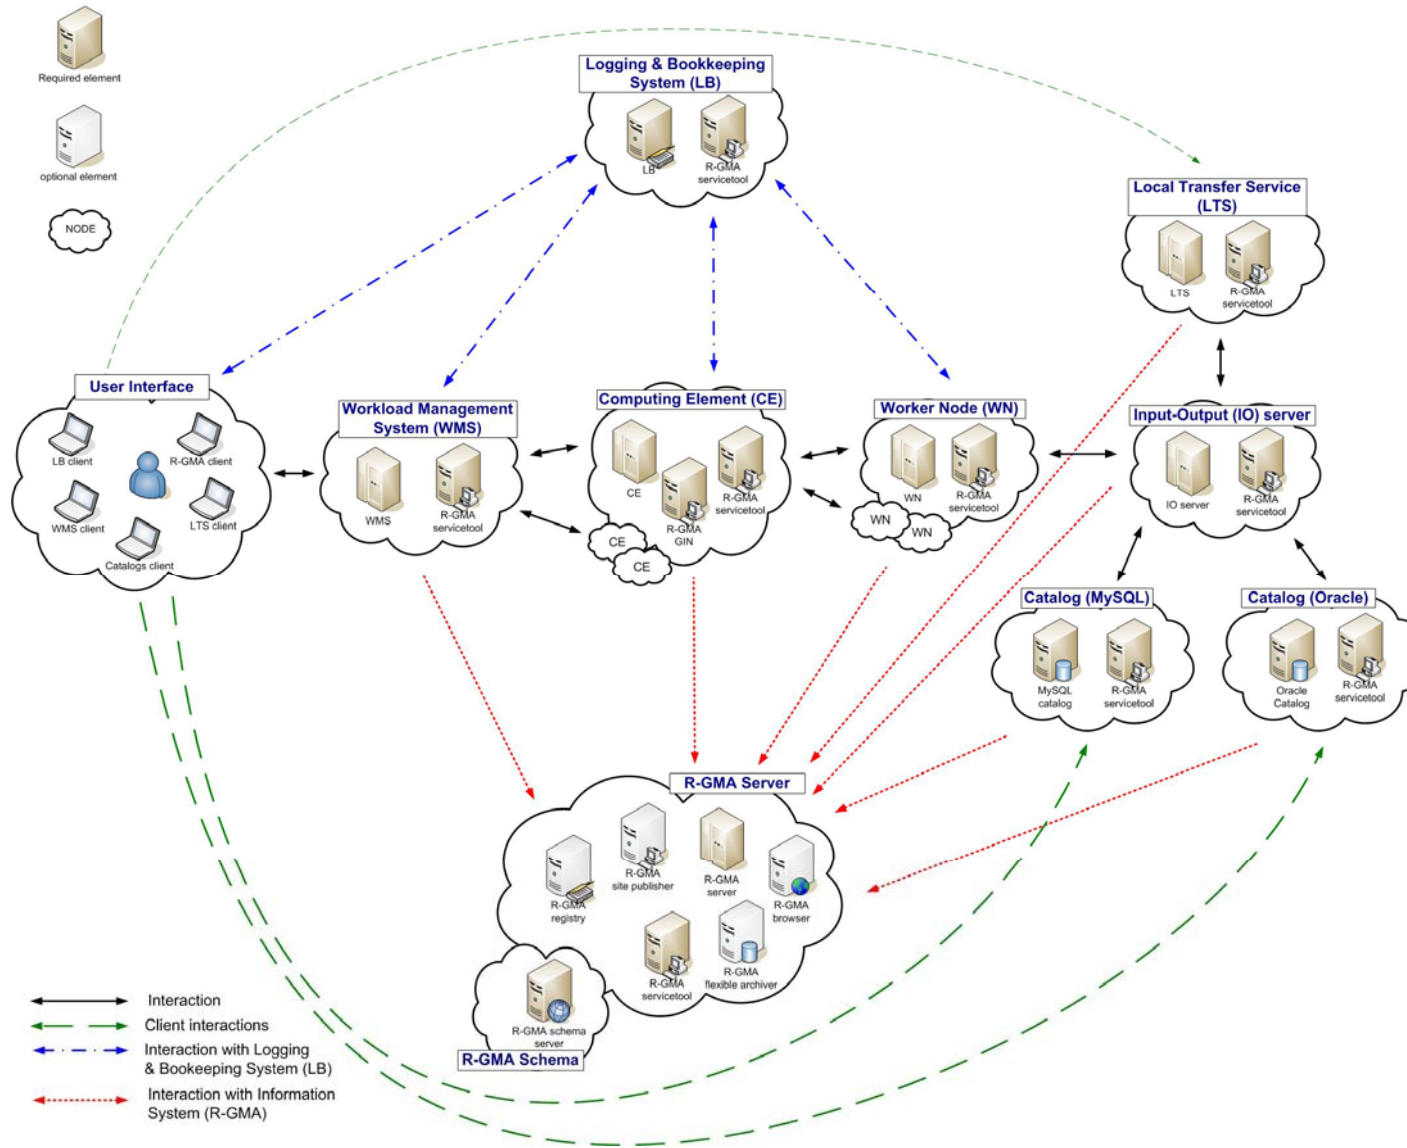 Required element
optional element
NODE
Logging & Bookkeeping
System (LB)
LB
R-GMA
servicetool
Local Transfer Service
(LTS)
LTS
R-GMA
servicetool
User Interface
LB client
R-GMA client
WMS client
LTS client
Catalogs client
Workload Management
System (WMS)
WMS
R-GMA
servicetool
Computing Element (CE)
CE
R-GMA
GIN
R-GMA
servicetool
CE
CE
Worker Node (WN)
WN
R-GMA
servicetool
WN
WN
Input-Output (IO) server
IO server
R-GMA
servicetool
Catalog (MySQL)
MySQL
catalog
R-GMA
servicetool
Catalog (Oracle)
Oracle
Catalog
R-GMA
servicetool
R-GMA Server
R-GMA
registry
R-GMA
site publisher
R-GMA
server
R-GMA
browser
R-GMA
servicetool
R-GMA
flexible archiver
R-GMA schema
server
R-GMA Schema
Interaction
Client interactions
Interaction with Logging
& Bookeeping System (LB)
Interaction with Information
System (R-GMA)